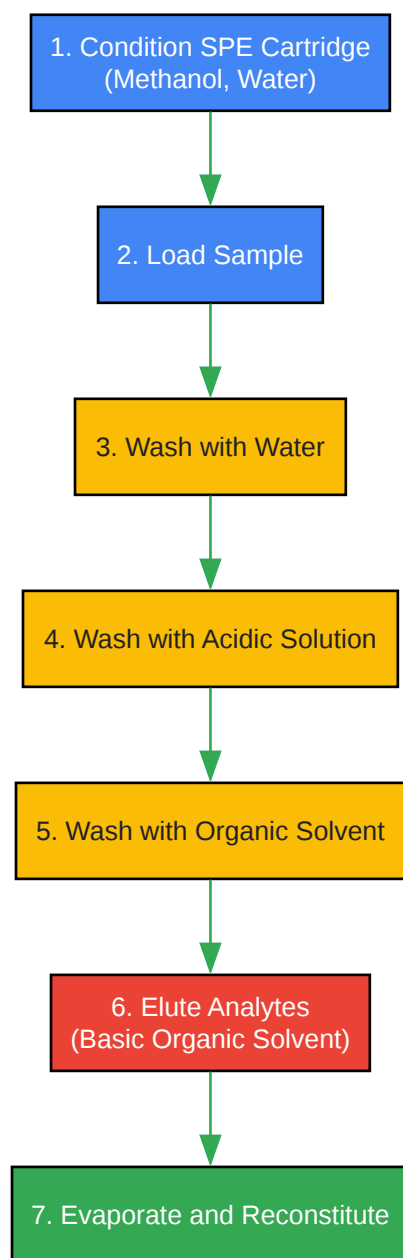 1. Condition SPE Cartridge
(Methanol, Water)
2. Load Sample
3. Wash with Water
4. Wash with Acidic Solution
5. Wash with Organic Solvent
6. Elute Analytes
(Basic Organic Solvent)
7. Evaporate and Reconstitute